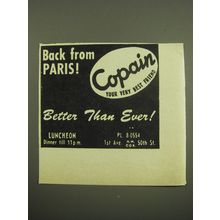 Back from
PARIS!
Copain
YOUR VERY BEST FRIEND
Better Than Ever!
LUNCHEON
Dinner till 11 p.m.
PL. 8-0554
1st Ave. 50th St.